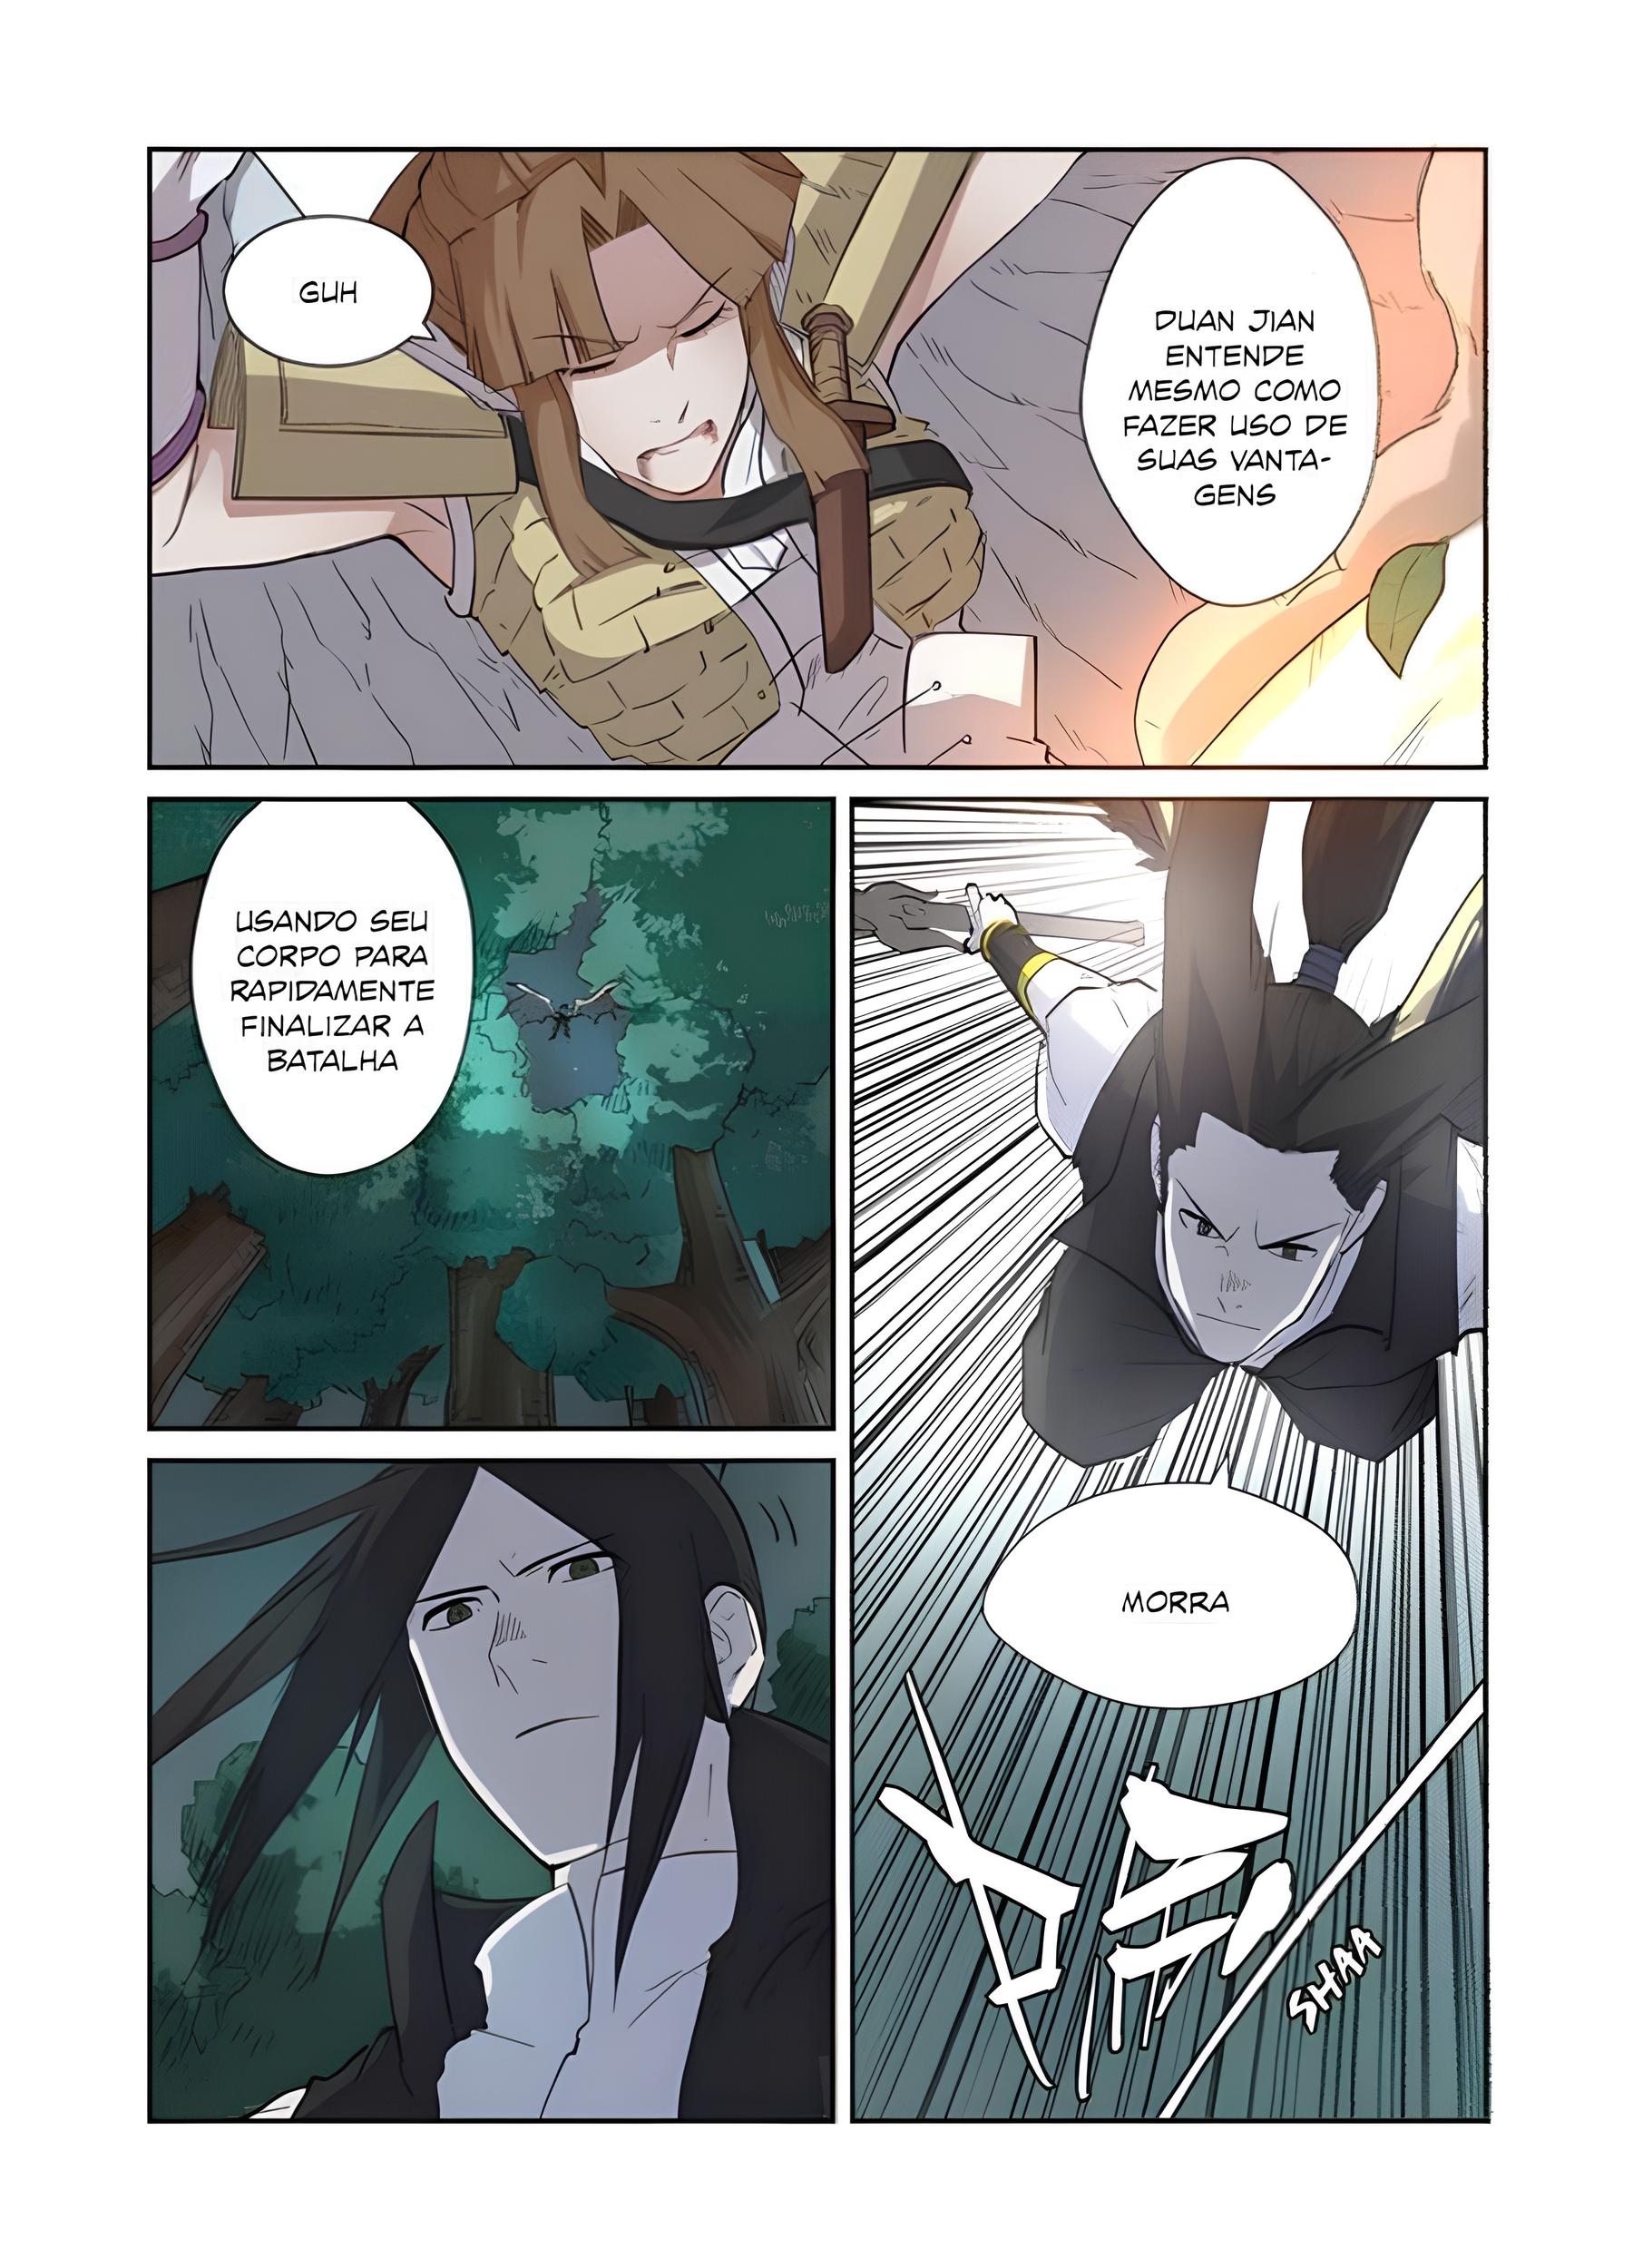 GUH
DUAN JIAN
ENTENDE
MESMO COMO
FAZER USO DE
SUAS VANTA-
GENS
USANDO SEU
CORPO PARA
RAPIDAMENTE
FINALIZAR A
BATALHA
MORRA
SHAA